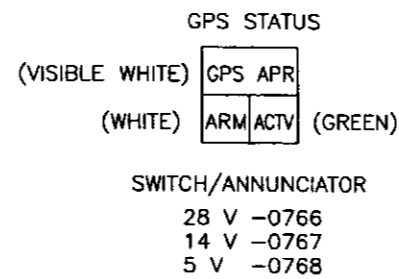 GPS STATUS
(VISIBLE WHITE) GPS APR
(WHITE) ARM ACTV (GREEN)
SWITCH/ANNUNCIATOR
28 V -0766
14 V -0767
5 V -0768